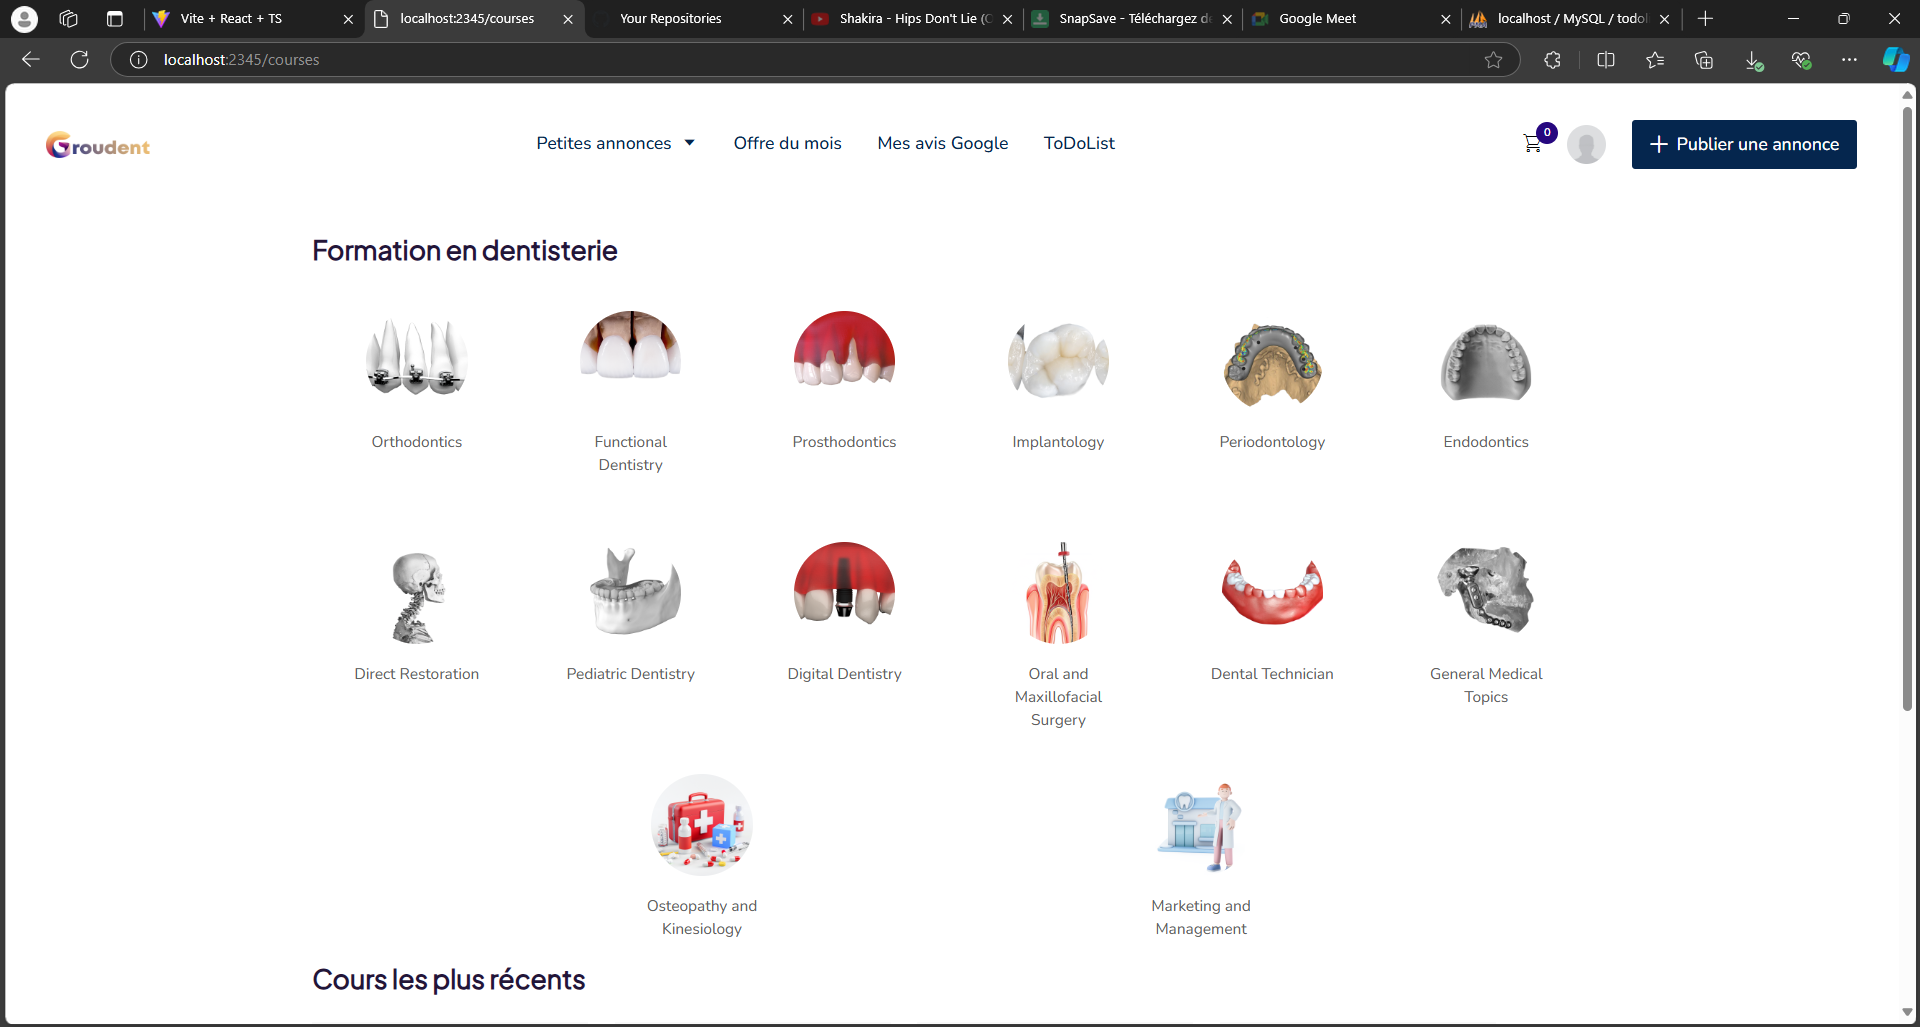 Vite + React + TS
localhost:2345/courses
Your Repositories
Shakira - Hips Don't Lie (
SnapSave - Téléchargez d
Google Meet
localhost / MySQL / todol
localhost:2345/courses
Groudent
Petites annonces
Offre du mois
Mes avis Google
ToDoList
0
Publier une annonce
Formation en dentisterie
Orthodontics
Functional
Dentistry
Prosthodontics
Implantology
Periodontology
Endodontics
Direct Restoration
Pediatric Dentistry
Digital Dentistry
Oral and
Maxillofacial
Surgery
Dental Technician
General Medical
Topics
Osteopathy and
Kinesiology
Marketing and
Management
Cours les plus récents